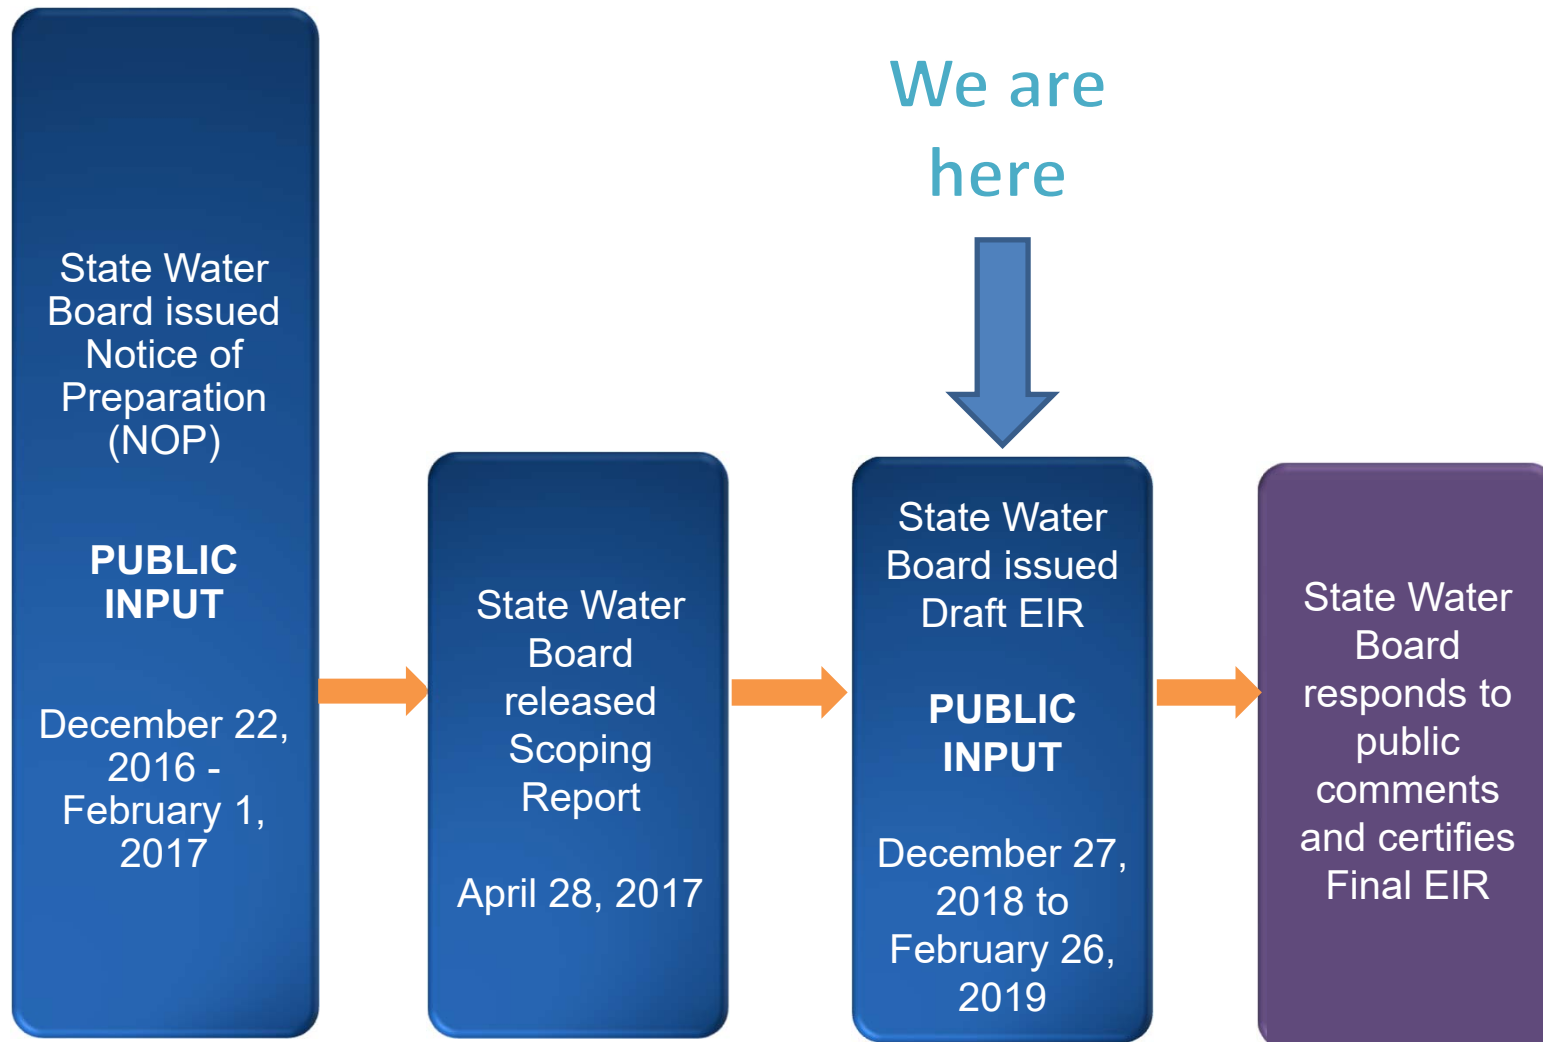 We are
here
State Water
Board issued
Notice of
Preparation
(NOP)
PUBLIC
INPUT
December 22,
2016 -
February 1,
2017
State Water
Board
released
Scoping
Report
April 28, 2017
State Water
Board issued
Draft EIR
PUBLIC
INPUT
December 27,
2018 to
February 26,
2019
State Water
Board
responds to
public
comments
and certifies
Final EIR